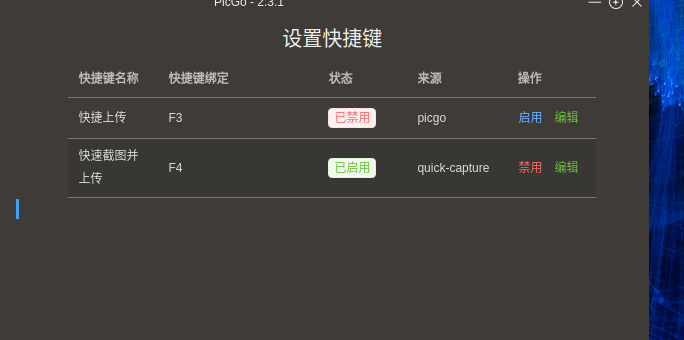 PicGo - 2.3.1
设置快捷键
快捷键名称 快捷键绑定 状态 来源 操作
快捷上传 F3 已禁用 picgo 启用 编辑
快速截图并
上传 F4 已启用 quick-capture 禁用 编辑